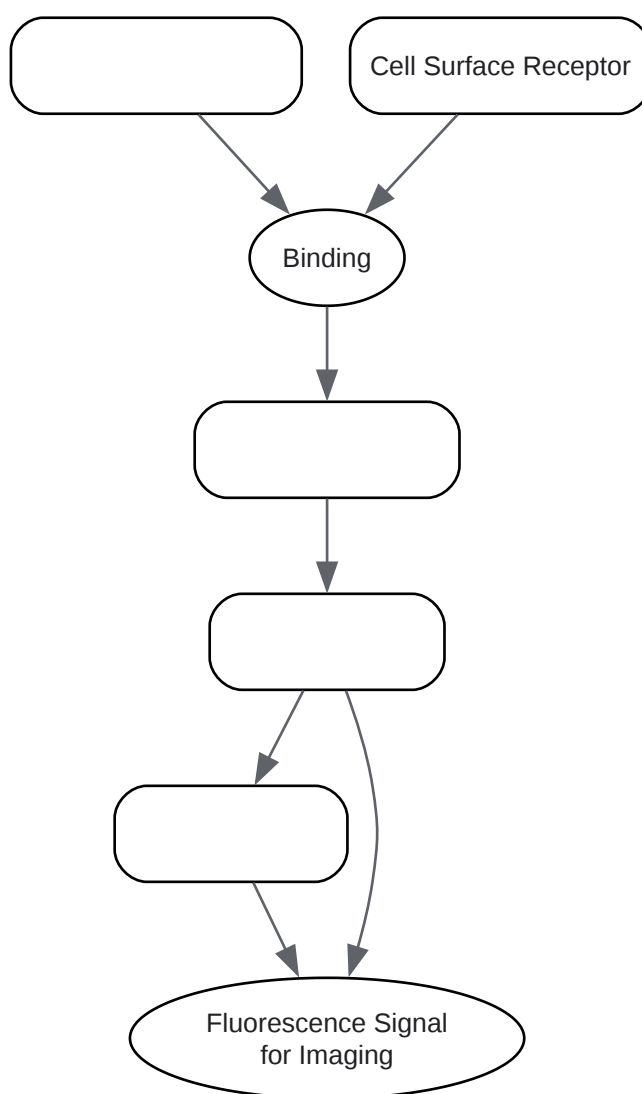 Cell Surface Receptor
Binding
Fluorescence Signal
for Imaging